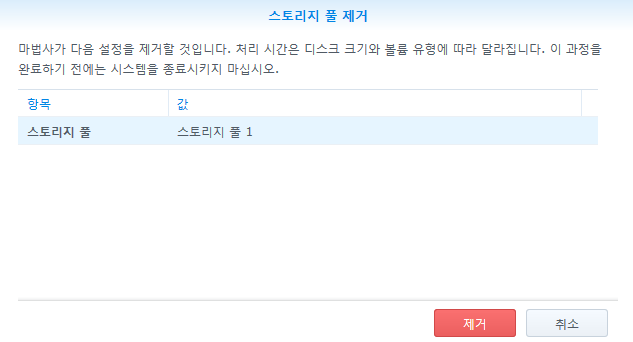 스토리지 풀 제거
마법사가 다음 설정을 제거할 것입니다. 처리 시간은 디스크 크기와 볼륨 유형에 따라 달라집니다. 이 과정을
완료하기 전에는 시스템을 종료시키지 마십시오.
항목 값
스토리지 풀 스토리지 풀 1
제거 취소